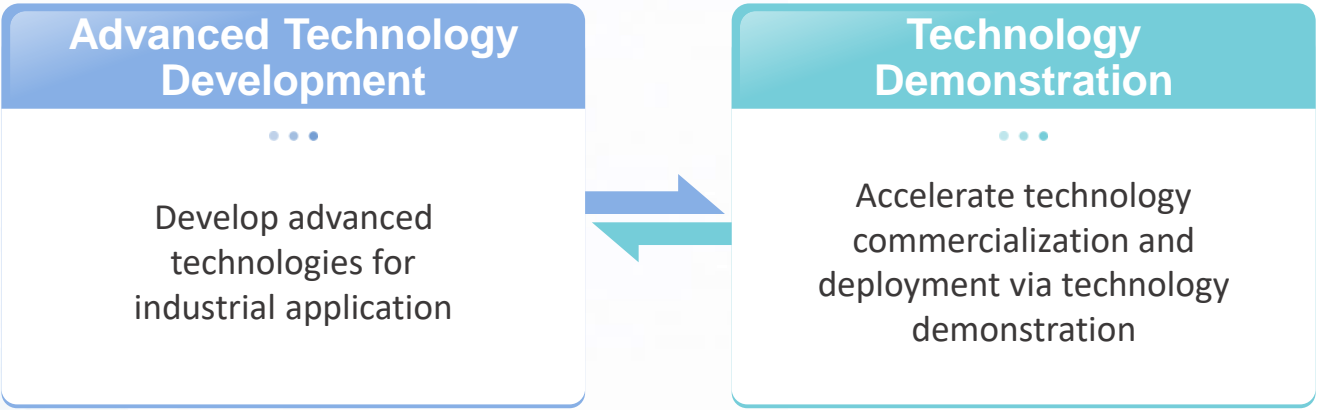 Advanced Technology
Development
Develop advanced
technologies for
industrial application
Technology
Demonstration
Accelerate technology
commercialization and
deployment via technology
demonstration